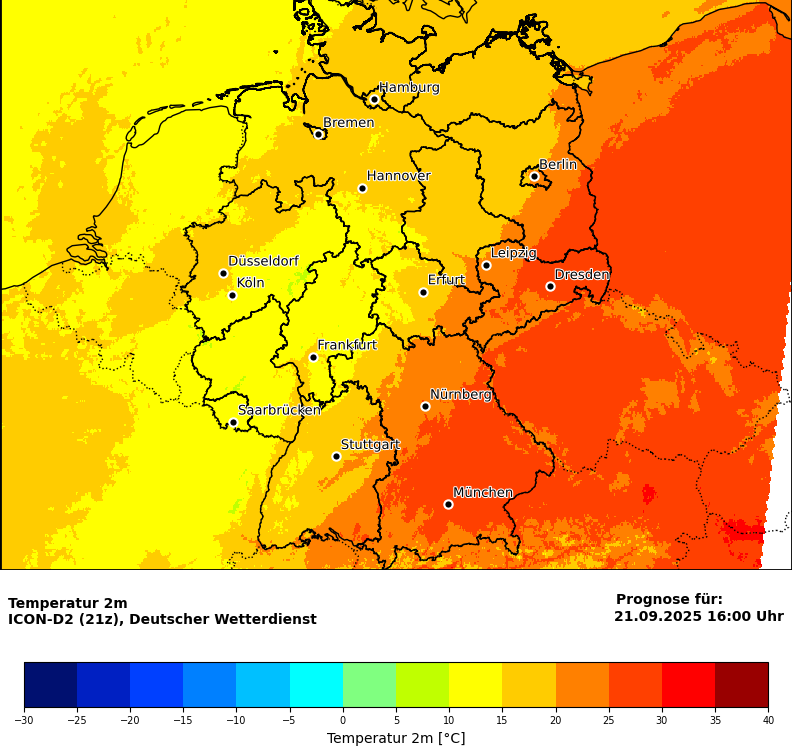 Hamburg
Bremen
Berlin
Hannover
Leipzig
Düsseldorf
Dresden
Köln
Erfurt
Frankfurt
Nürnberg
Saarbrücken
Stuttgart
München
Temperatur 2m
ICON-D2 (21z), Deutscher Wetterdienst
Prognose für:
21.09.2025 16:00 Uhr
−30 −25 −20 −15 −10 −5 0 5 10 15 20 25 30 35 40
Temperatur 2m [°C]